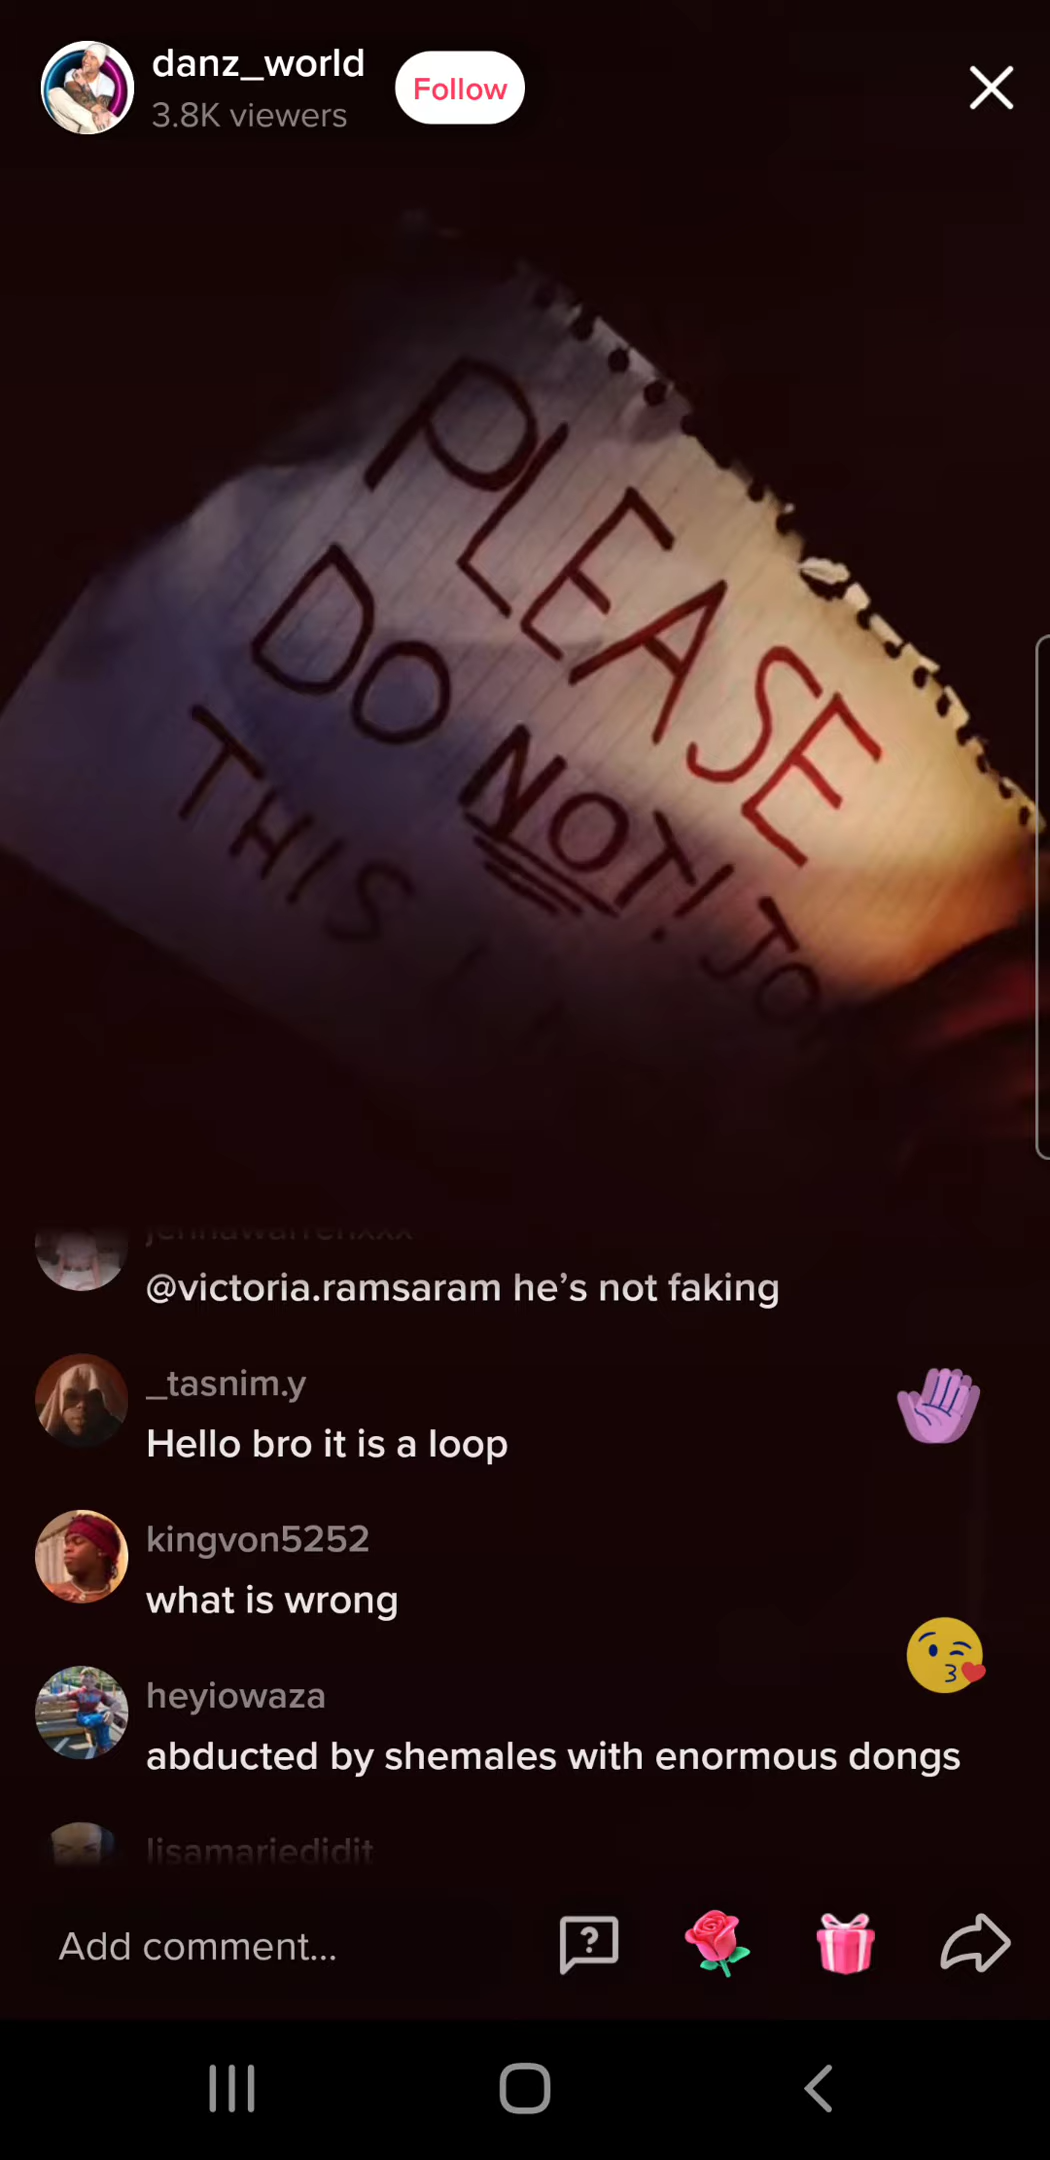 danz_world
3.8K viewers
Follow
PLEASE
DO NOT! JO
THIS
jennawarrenxxx
@victoria.ramsaram he’s not faking
_tasnim.y
Hello bro it is a loop
kingvon5252
what is wrong
heyiowaza
abducted by shemales with enormous dongs
lisamariedidit
Add comment...